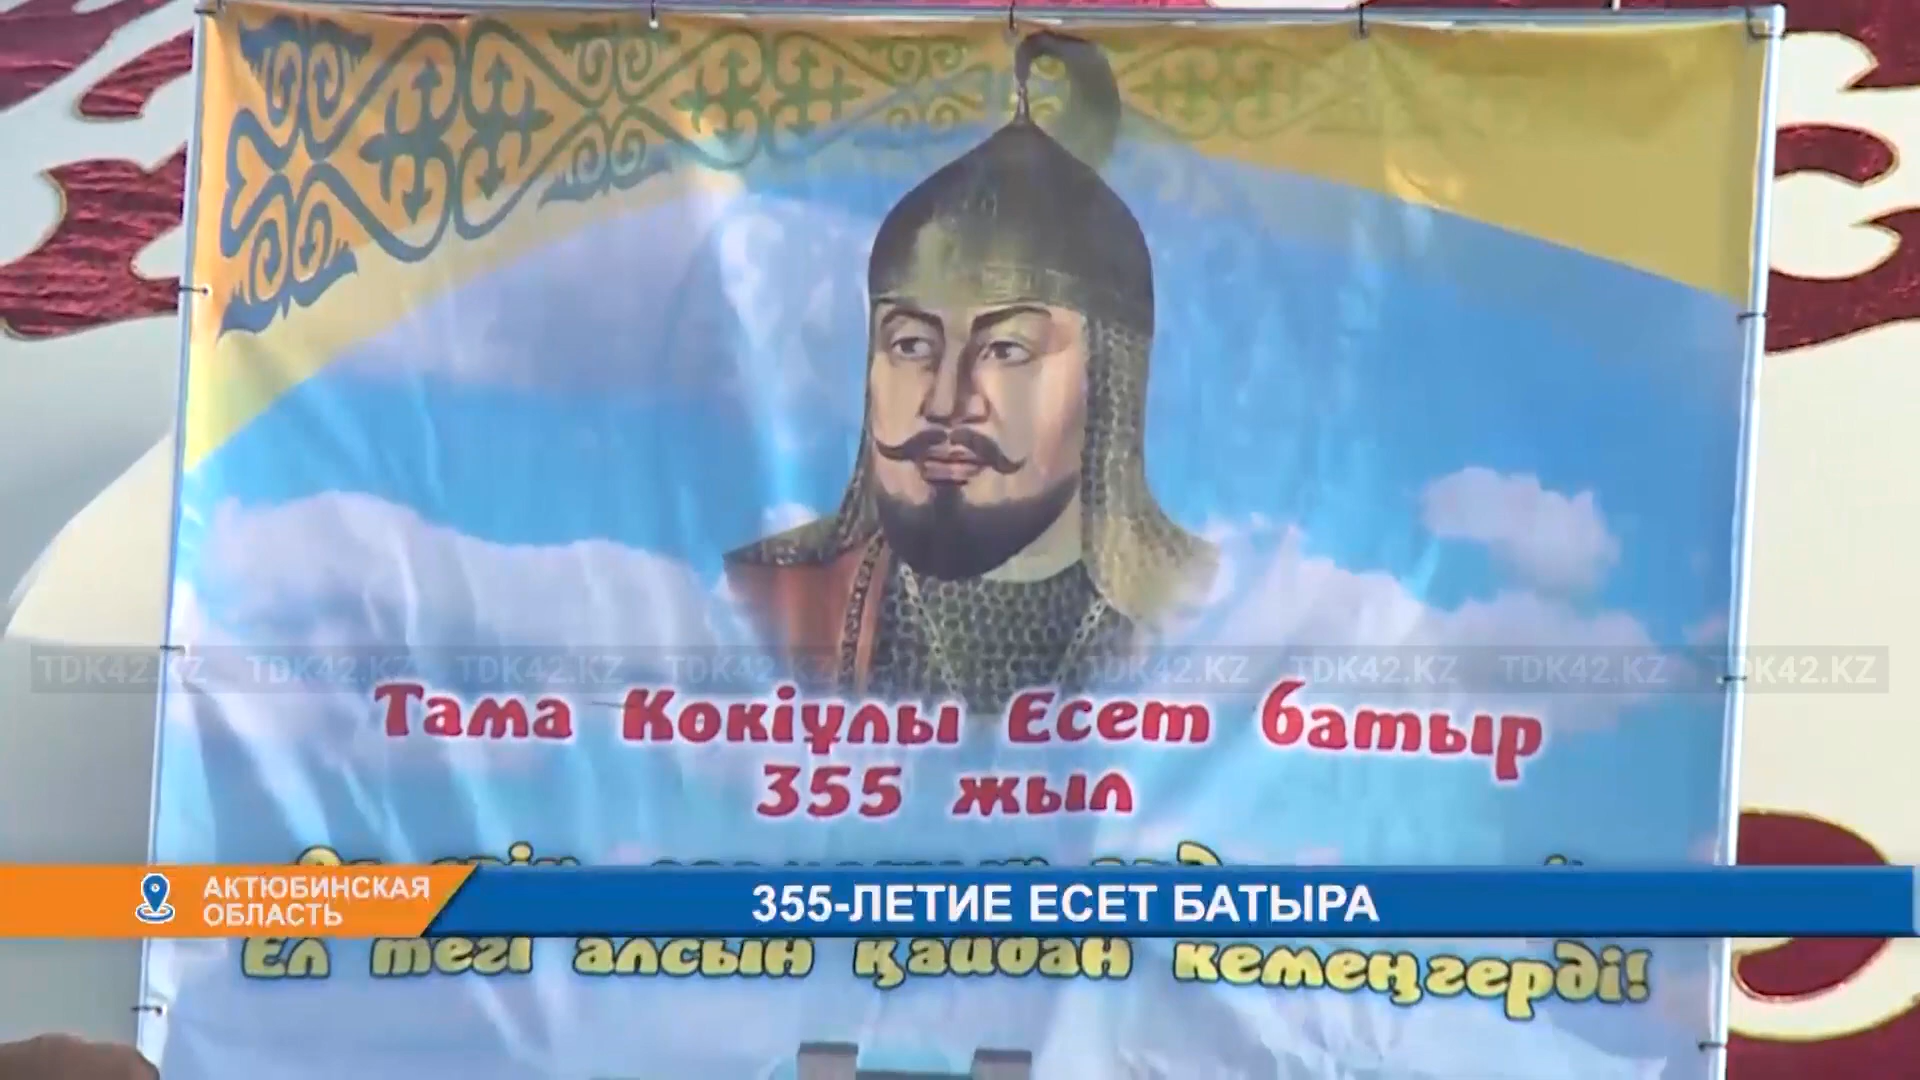 TDK42.KZ TDK42.KZ TDK42.KZ TDK42.KZ TDK42.KZ TDK42.KZ TDK42.KZ TDK42.KZ TDK42.KZ
Тама Көкіұлы Есет батыр
355 жыл
АКТЮБИНСКАЯ
ОБЛАСТЬ
355-ЛЕТИЕ ЕСЕТ БАТЫРА
Ел тегі алсын қайдан кемеңгерді!